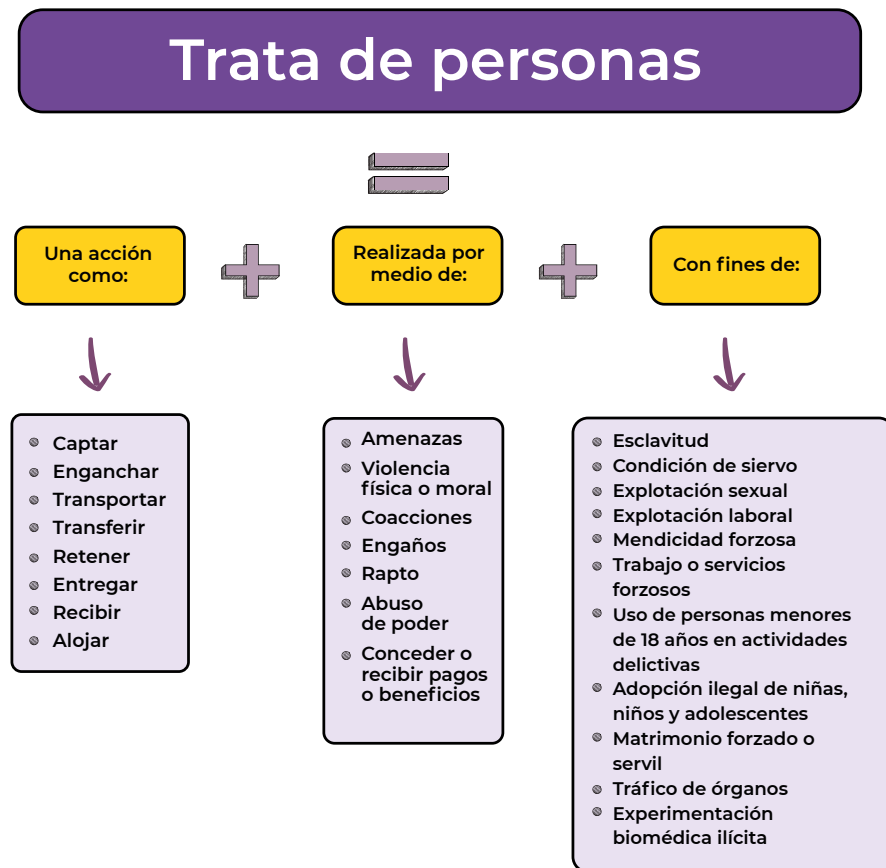 Trata de personas
Una acción
como:
Realizada por
medio de:
Con fines de:
Captar
Enganchar
Transportar
Transferir
Retener
Entregar
Recibir
Alojar
Amenazas
Violencia
física o moral
Coacciones
Engaños
Rapto
Abuso
de poder
Conceder o
recibir pagos
o beneficios
Esclavitud
Condición de siervo
Explotación sexual
Explotación laboral
Mendicidad forzosa
Trabajo o servicios
forzosos
Uso de personas menores
de 18 años en actividades
delictivas
Adopción ilegal de niñas,
niños y adolescentes
Matrimonio forzado o
servil
Tráfico de órganos
Experimentación
biomédica ilícita